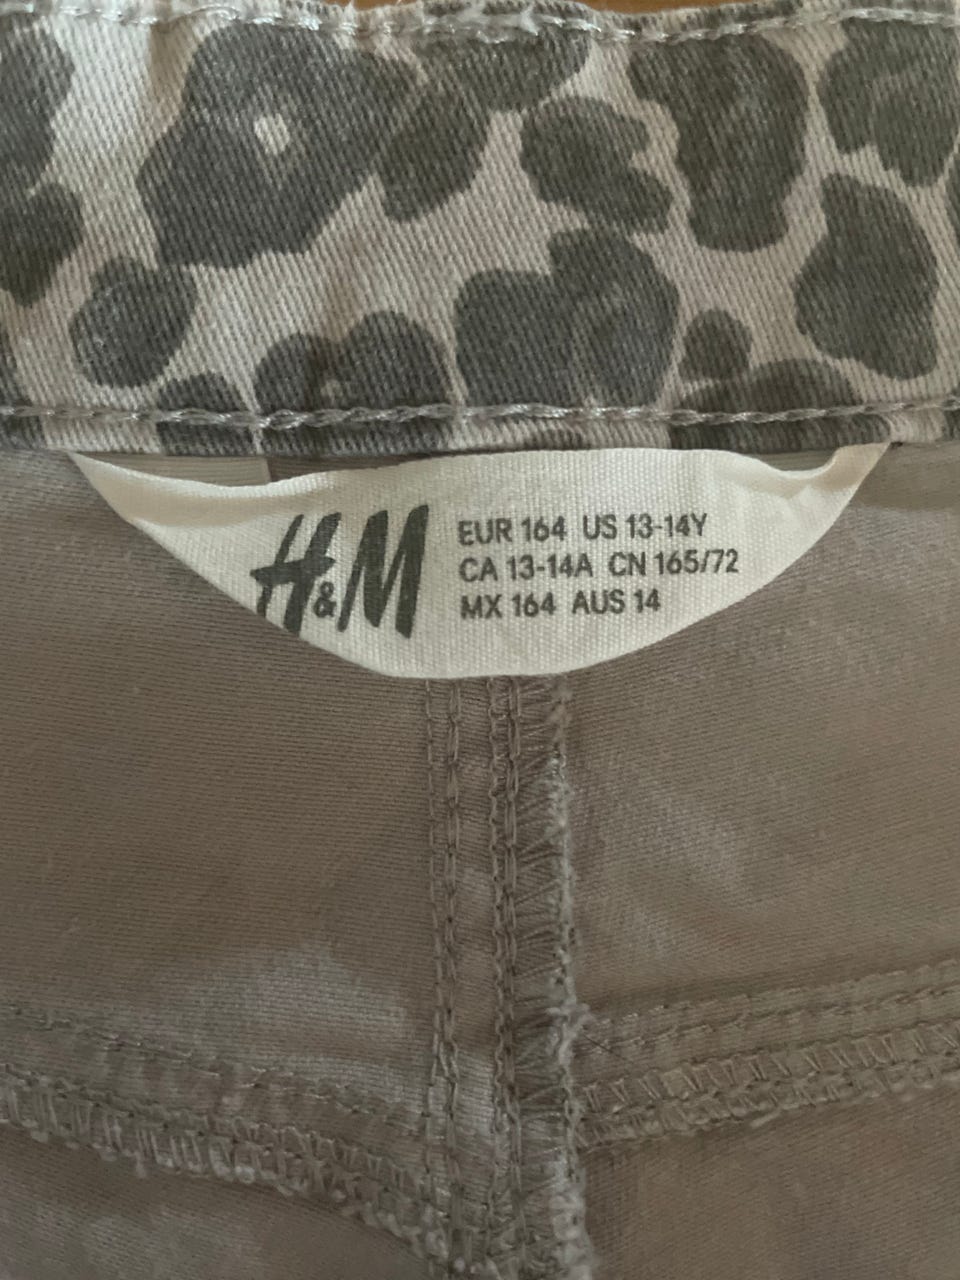 H&M
EUR 164 US 13-14Y
CA 13-14A CN 165/72
MX 164 AUS 14